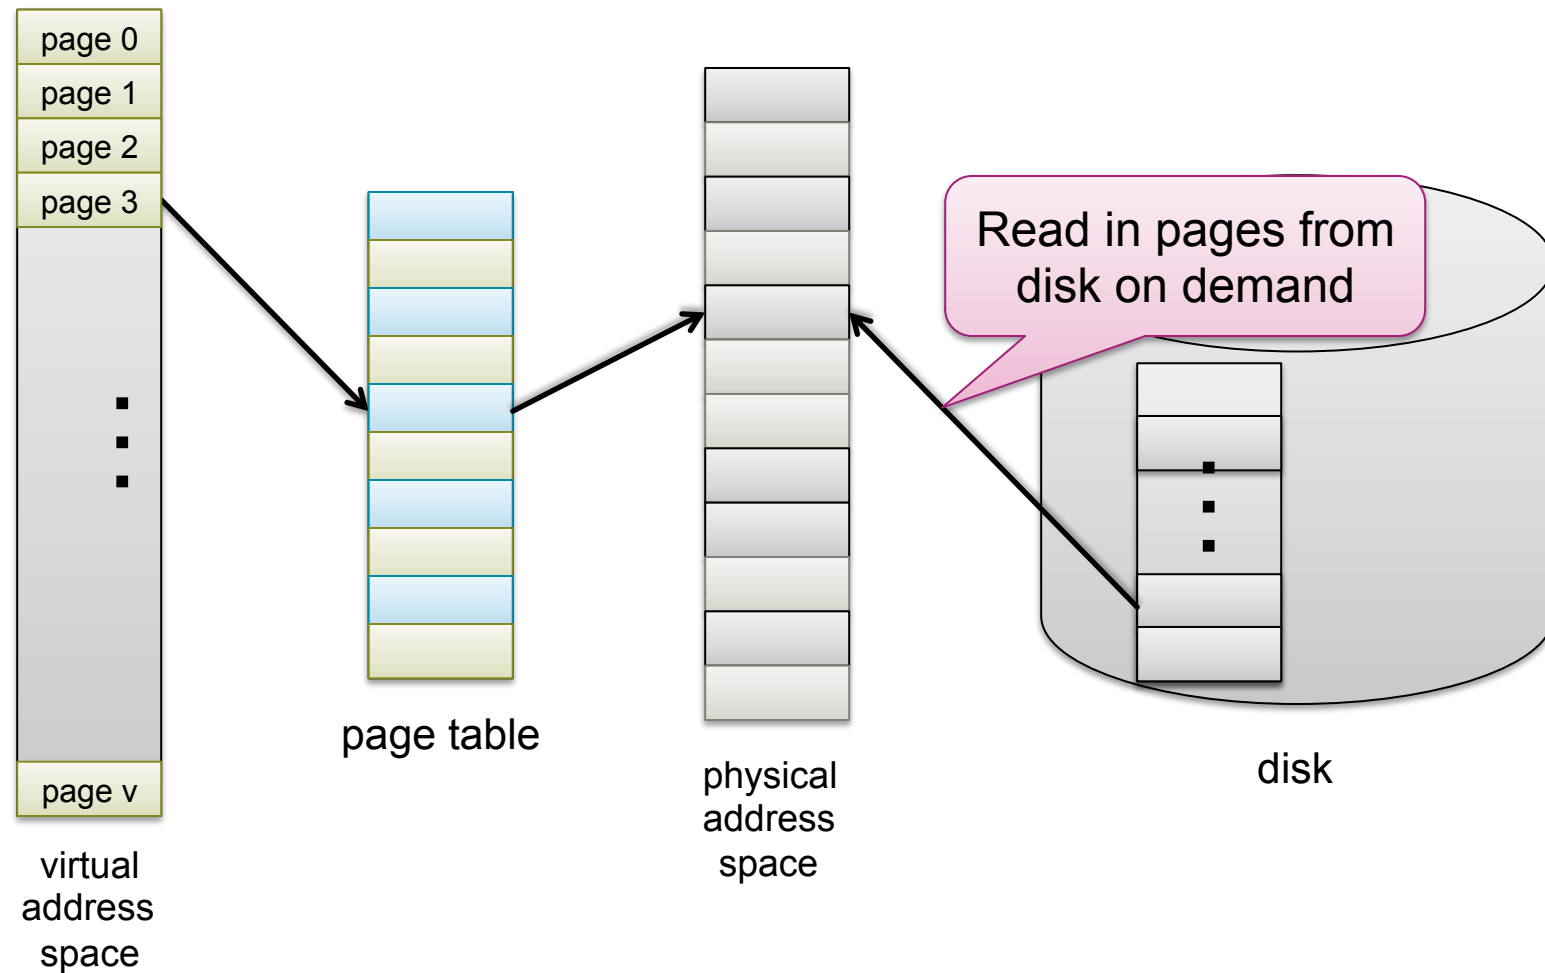 page 0
page 1
page 2
page 3
page v
virtual
address
space
page table
physical
address
space
Read in pages from
disk on demand
disk